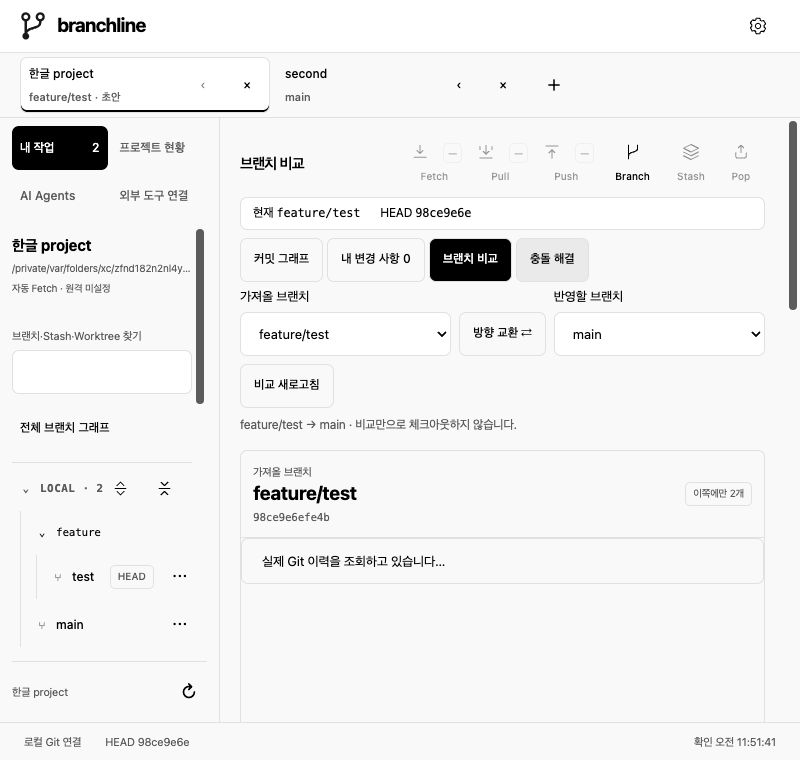 branchline
한글 project
feature/test · 초안
second
main
내 작업 2
프로젝트 현황
AI Agents
외부 도구 연결
한글 project
/private/var/folders/xc/zfnd182n2nl4y...
자동 Fetch · 원격 미설정
브랜치·Stash·Worktree 찾기
전체 브랜치 그래프
LOCAL · 2
feature
test HEAD
main
한글 project
브랜치 비교
Fetch
Pull
Push
Branch
Stash
Pop
현재 feature/test HEAD 98ce9e6e
커밋 그래프
내 변경 사항 0
브랜치 비교
충돌 해결
가져올 브랜치
반영할 브랜치
feature/test
방향 교환 ⇄
main
비교 새로고침
feature/test → main · 비교만으로 체크아웃하지 않습니다.
가져올 브랜치
feature/test
이쪽에만 2개
98ce9e6efe4b
실제 Git 이력을 조회하고 있습니다...
로컬 Git 연결
HEAD 98ce9e6e
확인 오전 11:51:41